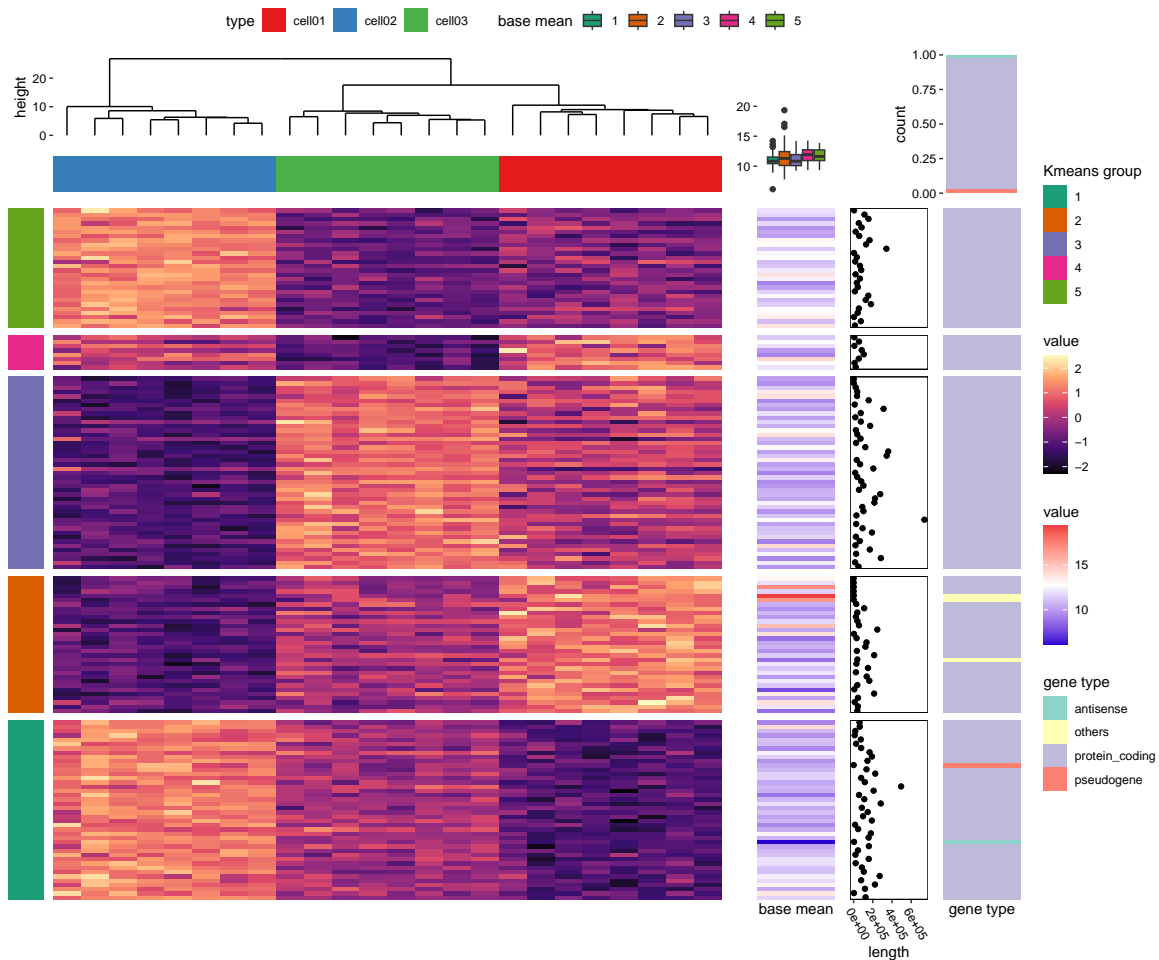 type cell01 cell02 cell03 base mean 1 2 3 4 5
height
20
10
0
20
15
10
count
1.00
0.75
0.50
0.25
0.00
Kmeans group
1
2
3
4
5
value
2
1
0
−1
−2
value
15
10
gene type
antisense
others
protein_coding
pseudogene
base mean
0e+00
2e+05
4e+05
6e+05
length
gene type